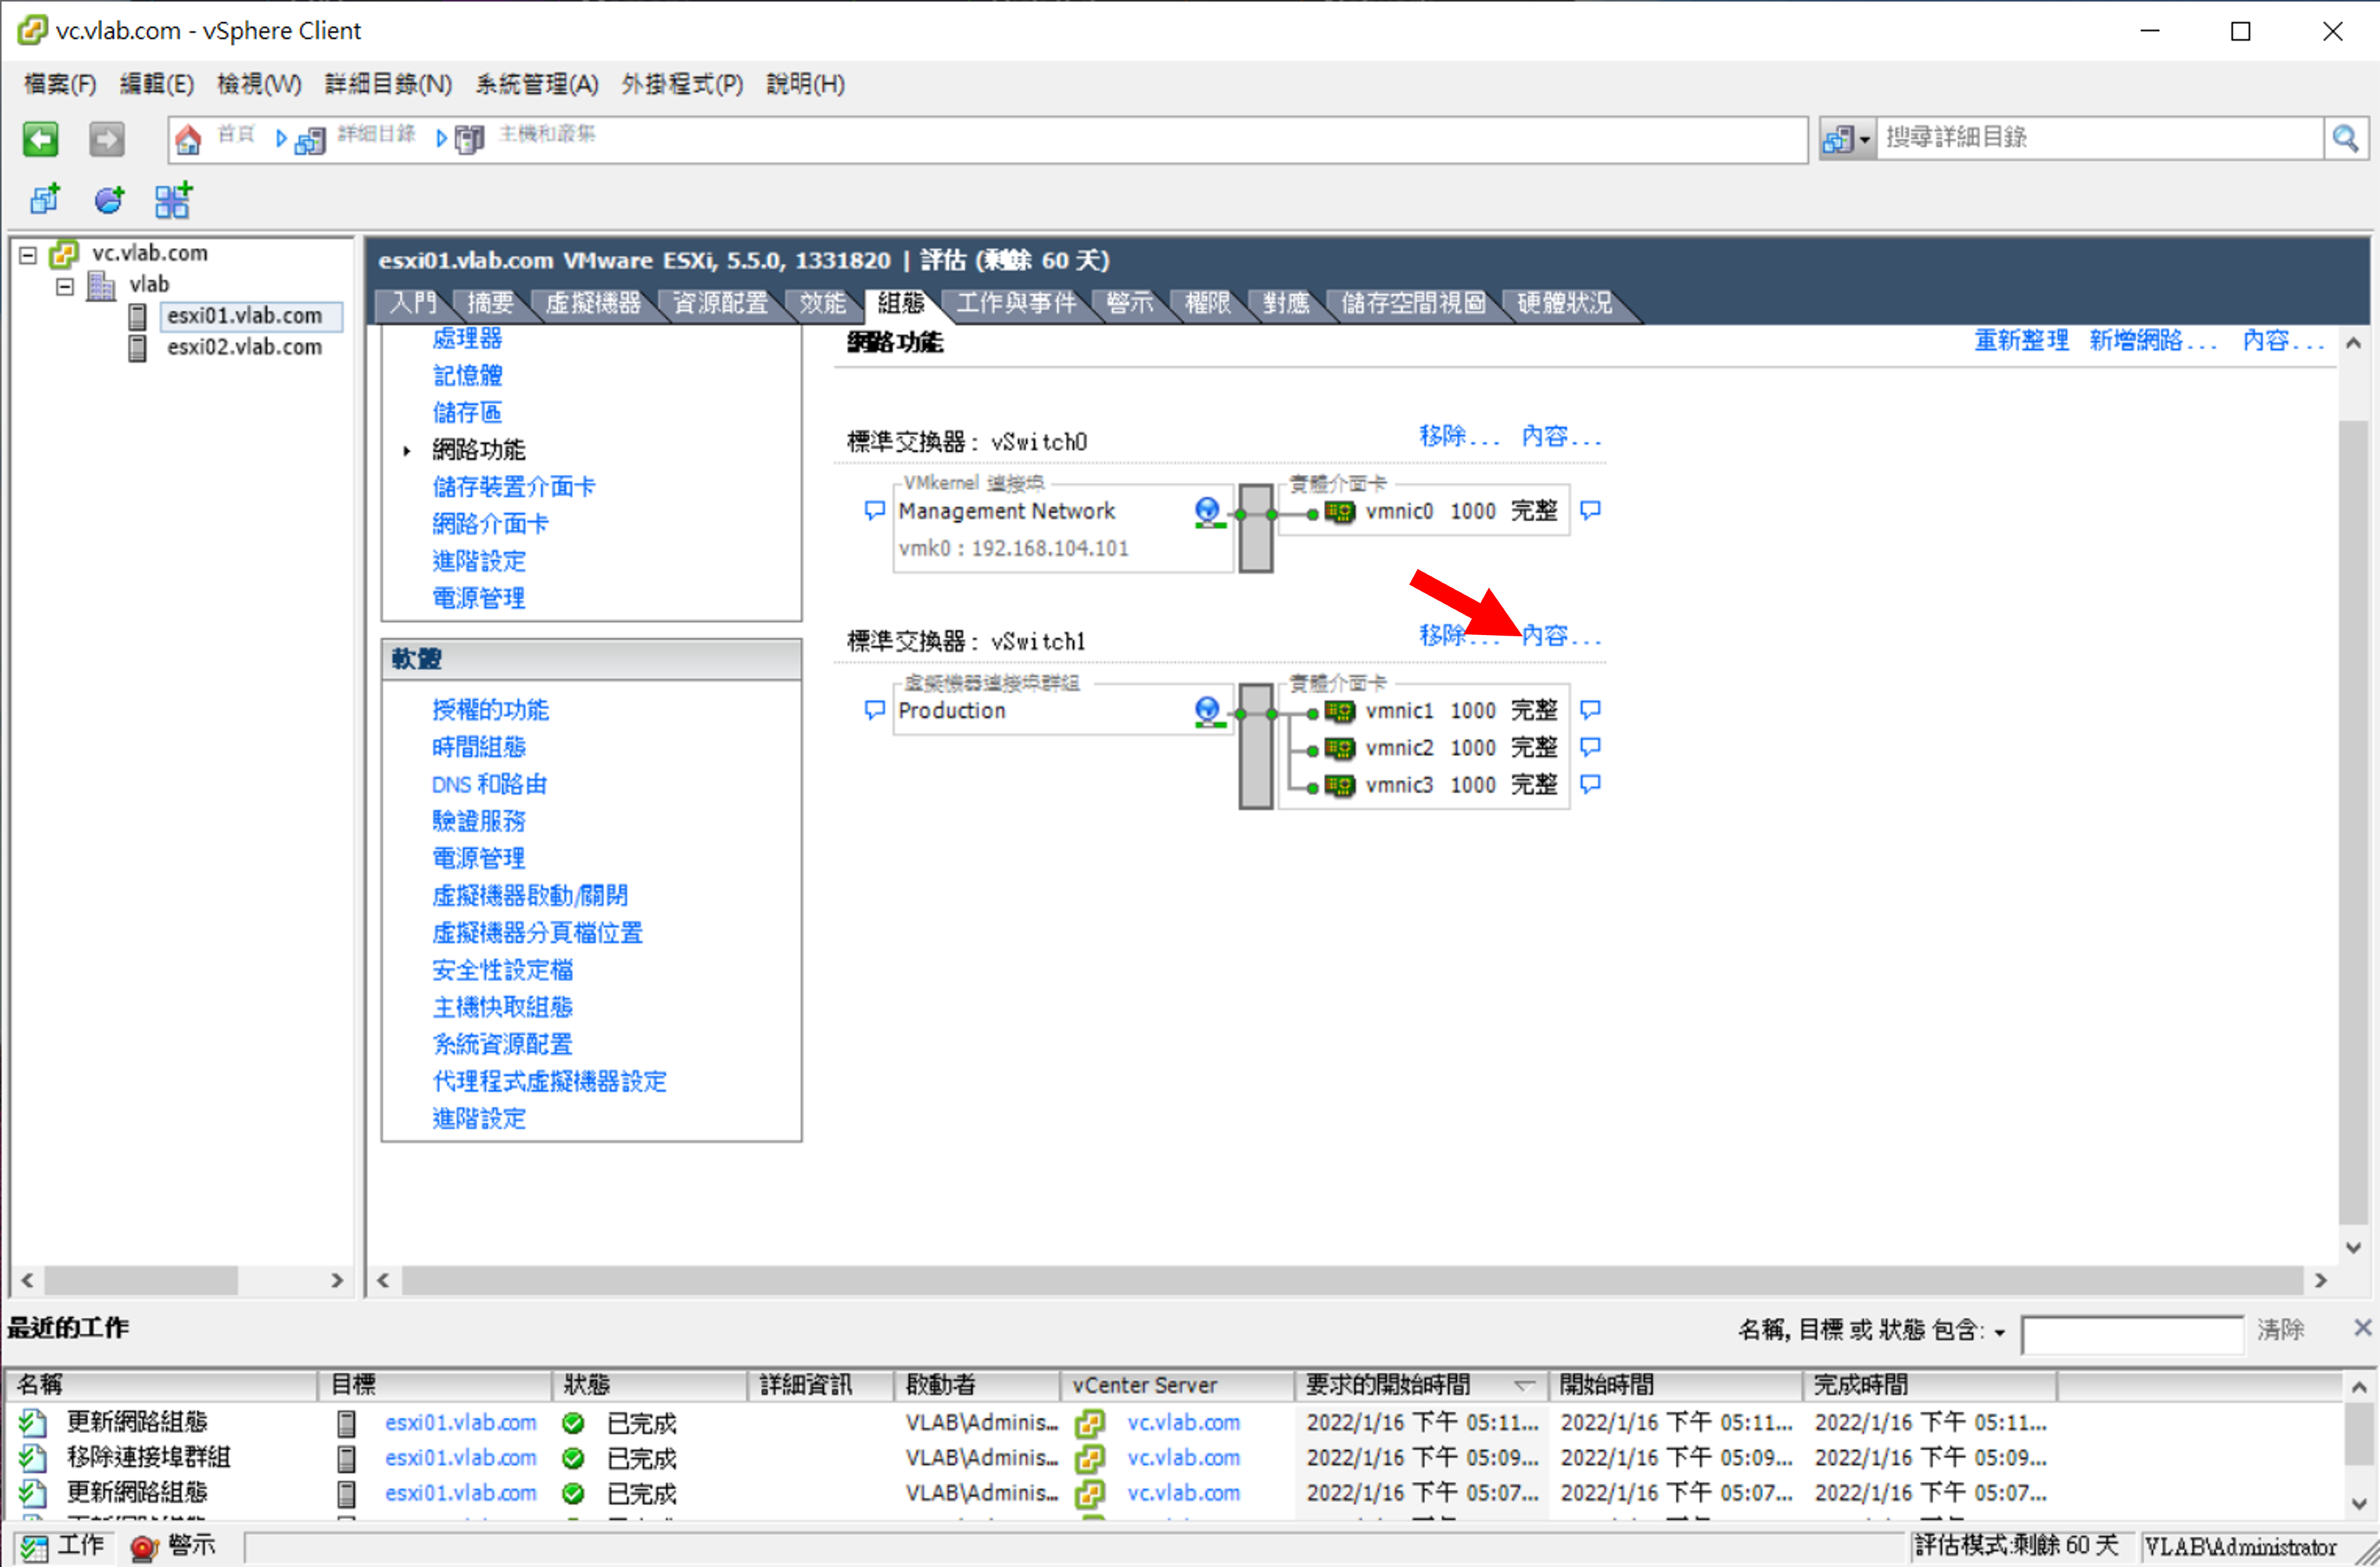 vc.vlab.com - vSphere Client
檔案(F) 編輯(E) 檢視(W) 詳細目錄(N) 系統管理(A) 外掛程式(P) 說明(H)
首頁 詳細目錄 主機和叢集 搜尋詳細目錄
vc.vlab.com
vlab
esxi01.vlab.com
esxi02.vlab.com
esxi01.vlab.com VMware ESXi, 5.5.0, 1331820 | 評估 (剩餘 60 天)
入門 摘要 虛擬機器 資源配置 效能 組態 工作與事件 警示 權限 對應 儲存空間視圖 硬體狀況
處理器
記憶體
儲存區
網路功能
儲存裝置介面卡
網路介面卡
進階設定
電源管理
軟體
授權的功能
時間組態
DNS 和路由
驗證服務
電源管理
虛擬機器啟動/關閉
虛擬機器分頁檔位置
安全性設定檔
主機快取組態
系統資源配置
代理程式虛擬機器設定
進階設定
網路功能 重新整理 新增網路... 內容...
標準交換器: vSwitch0 移除... 內容...
VMkernel 連接埠 實體介面卡
Management Network vmnic0 1000 完整
vmk0 : 192.168.104.101
標準交換器: vSwitch1 移除... 內容...
虛擬機器連接埠群組 實體介面卡
Production vmnic1 1000 完整
vmnic2 1000 完整
vmnic3 1000 完整
最近的工作 名稱, 目標 或 狀態 包含: 清除
名稱 目標 狀態 詳細資訊 啟動者 vCenter Server 要求的開始時間 開始時間 完成時間
更新網路組態 esxi01.vlab.com 已完成 VLAB\Adminis... vc.vlab.com 2022/1/16 下午 05:11... 2022/1/16 下午 05:11... 2022/1/16 下午 05:11...
移除連接埠群組 esxi01.vlab.com 已完成 VLAB\Adminis... vc.vlab.com 2022/1/16 下午 05:09... 2022/1/16 下午 05:09... 2022/1/16 下午 05:09...
更新網路組態 esxi01.vlab.com 已完成 VLAB\Adminis... vc.vlab.com 2022/1/16 下午 05:07... 2022/1/16 下午 05:07... 2022/1/16 下午 05:07...
工作 警示 評估模式:剩餘 60 天 VLAB\Administrator